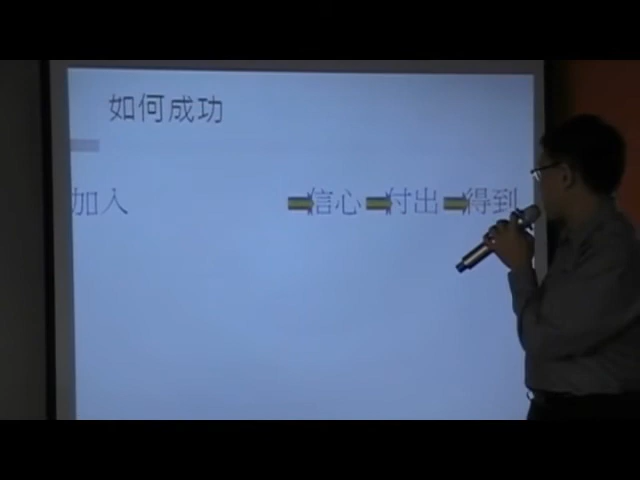 如何成功
加入 信心 付出 得到